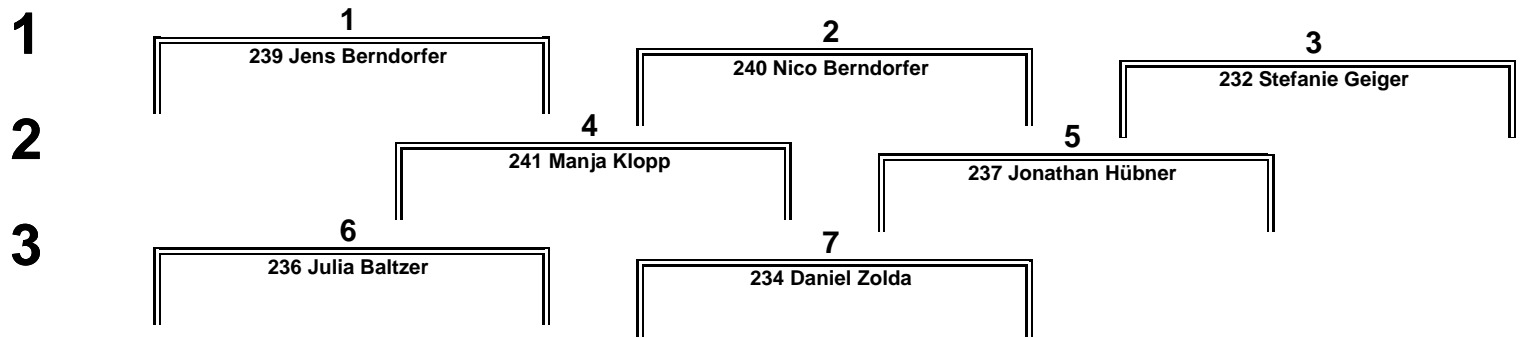 1
1
239 Jens Berndorfer
2
240 Nico Berndorfer
3
232 Stefanie Geiger
2
4
241 Manja Klopp
5
237 Jonathan Hübner
3
6
236 Julia Baltzer
7
234 Daniel Zolda